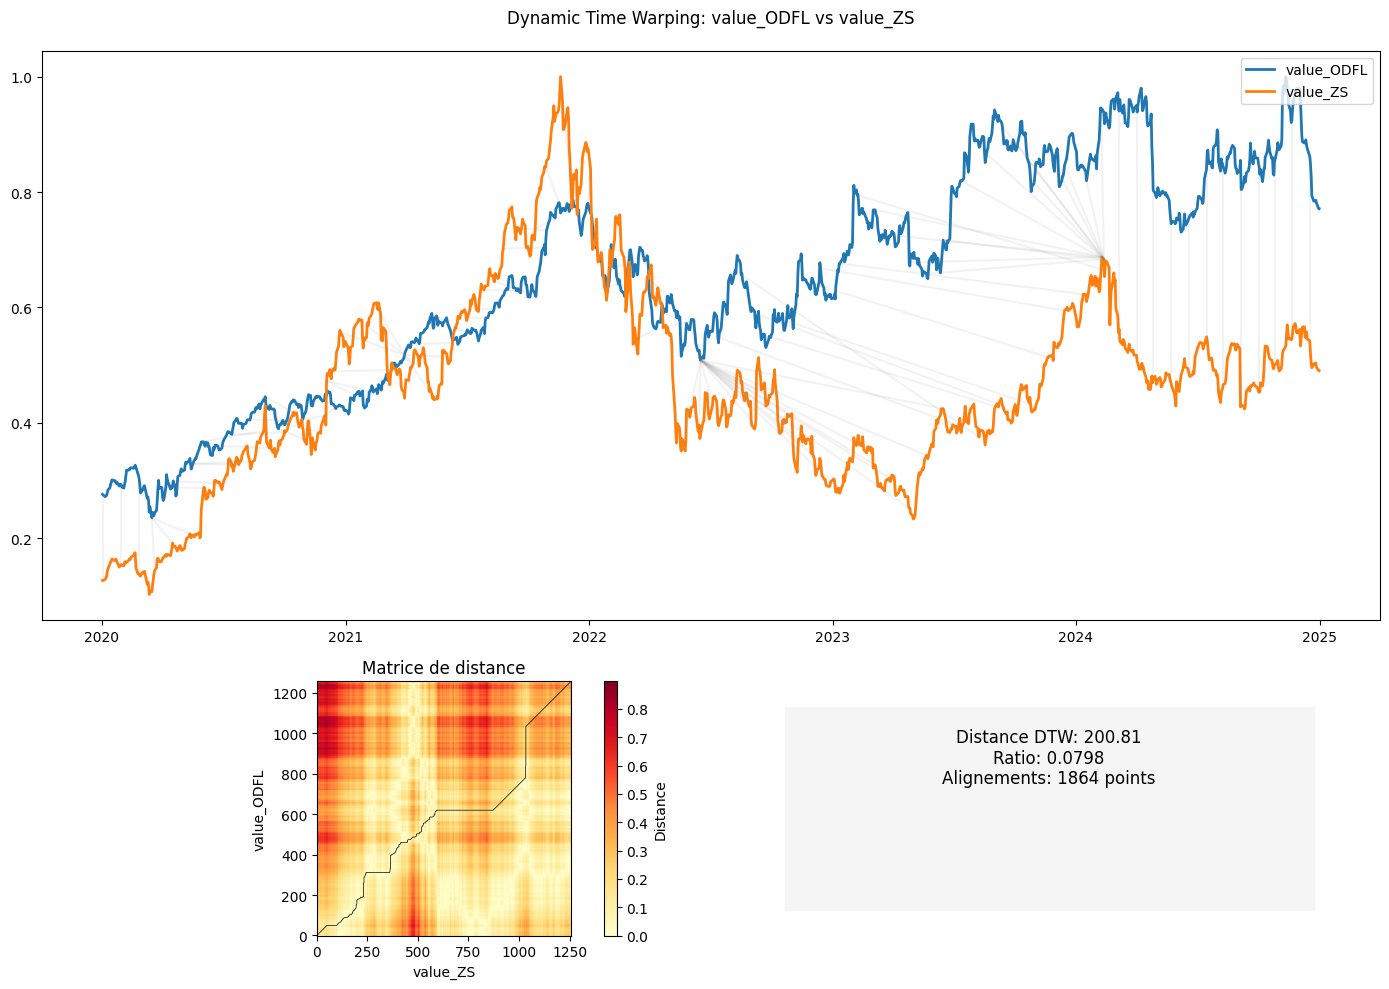 Dynamic Time Warping: value_ODFL vs value_ZS
1.0
0.8
0.6
0.4
0.2
value_ODFL
value_ZS
2020 2021 2022 2023 2024 2025
Matrice de distance
1200
1000
800
600
400
200
0
value_ODFL
0 250 500 750 1000 1250
value_ZS
0.8
0.7
0.6
0.5
0.4
0.3
0.2
0.1
0.0
Distance
Distance DTW: 200.81
Ratio: 0.0798
Alignements: 1864 points